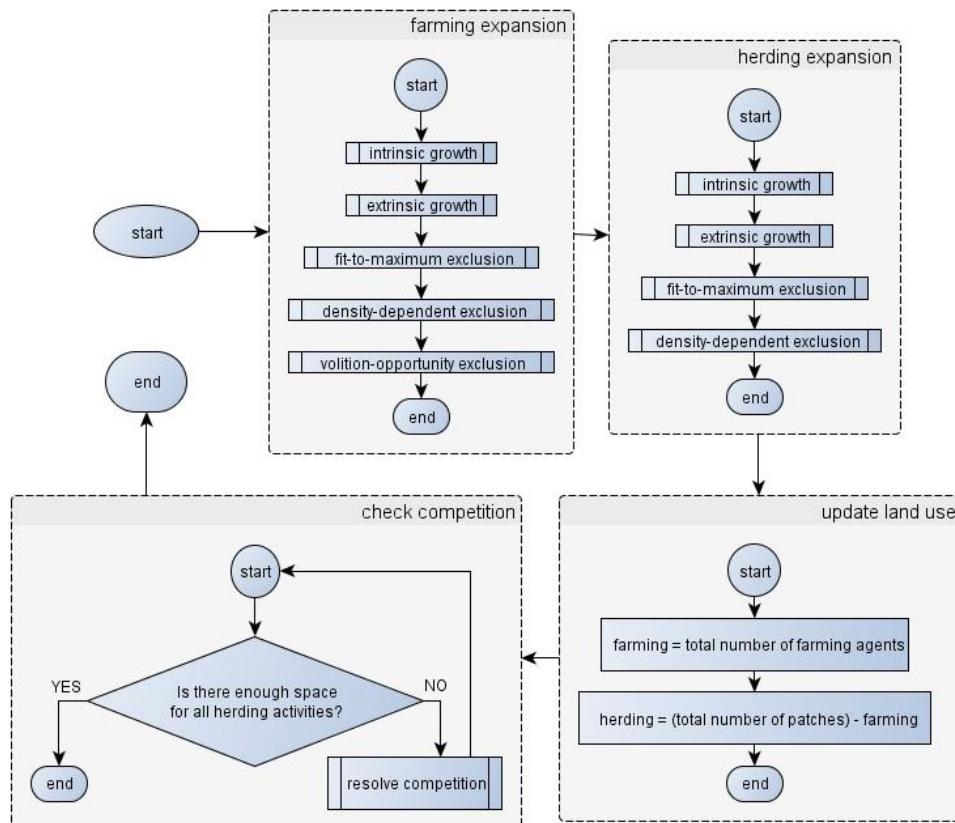 start
farming expansion
start
intrinsic growth
extrinsic growth
fit-to-maximum exclusion
density-dependent exclusion
volition-opportunity exclusion
end
herding expansion
start
intrinsic growth
extrinsic growth
fit-to-maximum exclusion
density-dependent exclusion
end
update land use
start
farming = total number of farming agents
herding = (total number of patches) - farming
end
check competition
start
Is there enough space
for all herding activities?
YES
NO
end
resolve competition
end